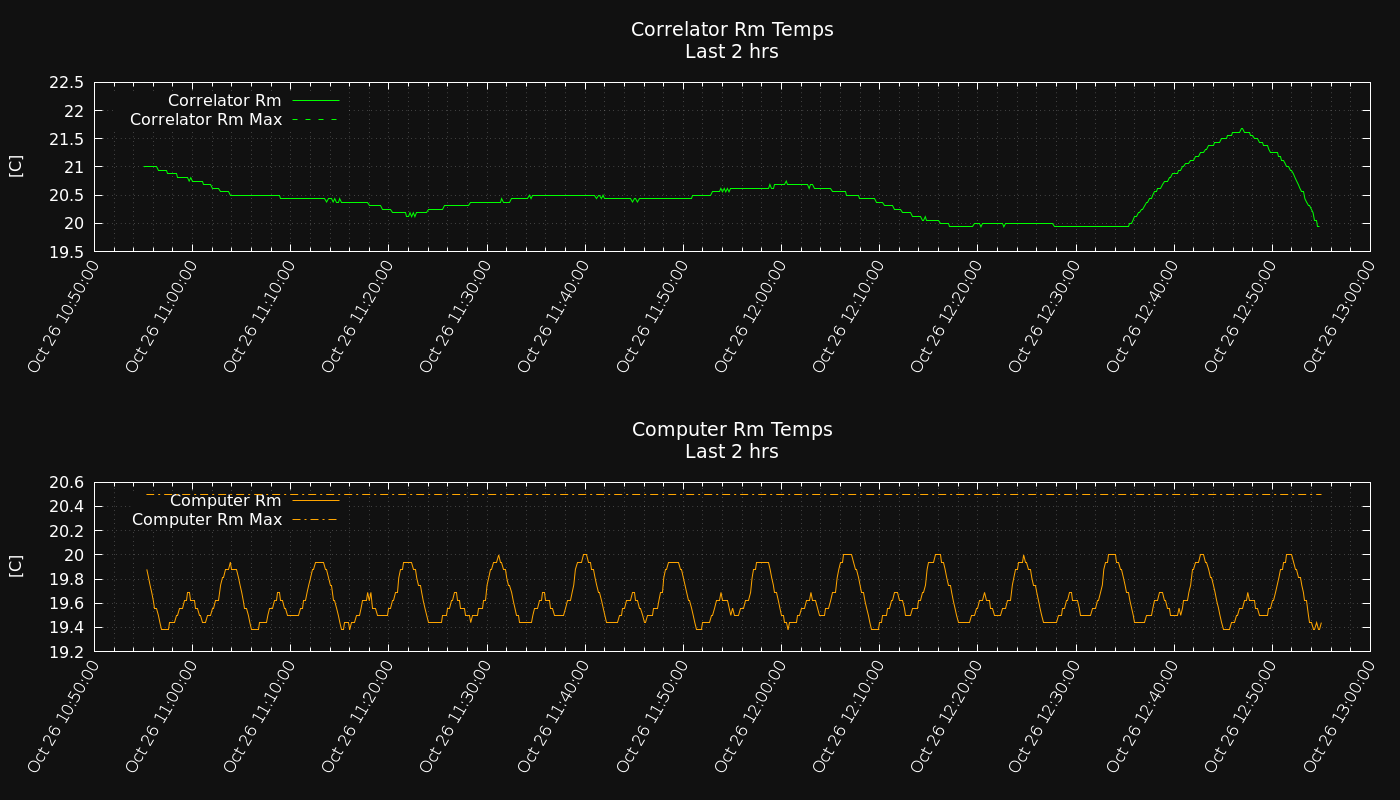 Correlator Rm Temps
Last 2 hrs
22.5
22
21.5
21
20.5
20
19.5
[C]
Correlator Rm
Correlator Rm Max
Oct 26 10:50:00
Oct 26 11:00:00
Oct 26 11:10:00
Oct 26 11:20:00
Oct 26 11:30:00
Oct 26 11:40:00
Oct 26 11:50:00
Oct 26 12:00:00
Oct 26 12:10:00
Oct 26 12:20:00
Oct 26 12:30:00
Oct 26 12:40:00
Oct 26 12:50:00
Oct 26 13:00:00
Computer Rm Temps
Last 2 hrs
20.6
20.4
20.2
20
19.8
19.6
19.4
19.2
[C]
Computer Rm
Computer Rm Max
Oct 26 10:50:00
Oct 26 11:00:00
Oct 26 11:10:00
Oct 26 11:20:00
Oct 26 11:30:00
Oct 26 11:40:00
Oct 26 11:50:00
Oct 26 12:00:00
Oct 26 12:10:00
Oct 26 12:20:00
Oct 26 12:30:00
Oct 26 12:40:00
Oct 26 12:50:00
Oct 26 13:00:00